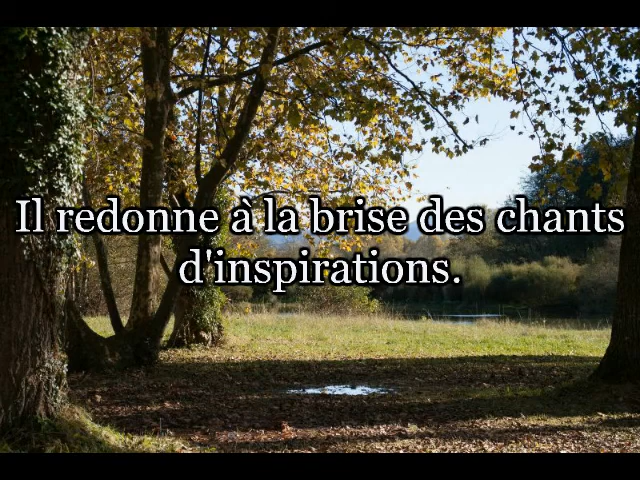 Il redonne à la brise des chants
d'inspirations.